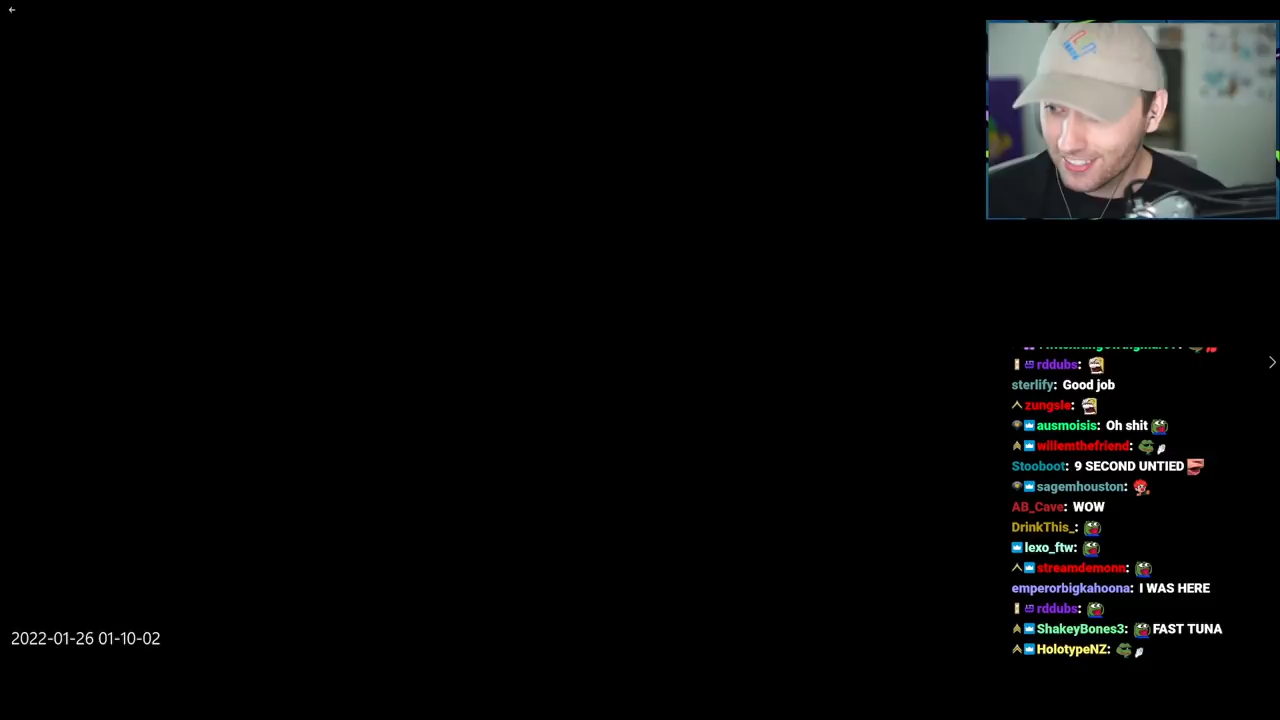 rddubs:
sterlify: Good job
zungsle:
ausmoisis: Oh shit
willemthefriend:
Stooboot: 9 SECOND UNTIED
sagemhouston:
AB_Cave: WOW
DrinkThis_:
lexo_ftw:
streamdemonn:
emperorbigkahoona: I WAS HERE
rddubs:
ShakeyBones3: FAST TUNA
HolotypeNZ:
2022-01-26 01-10-02